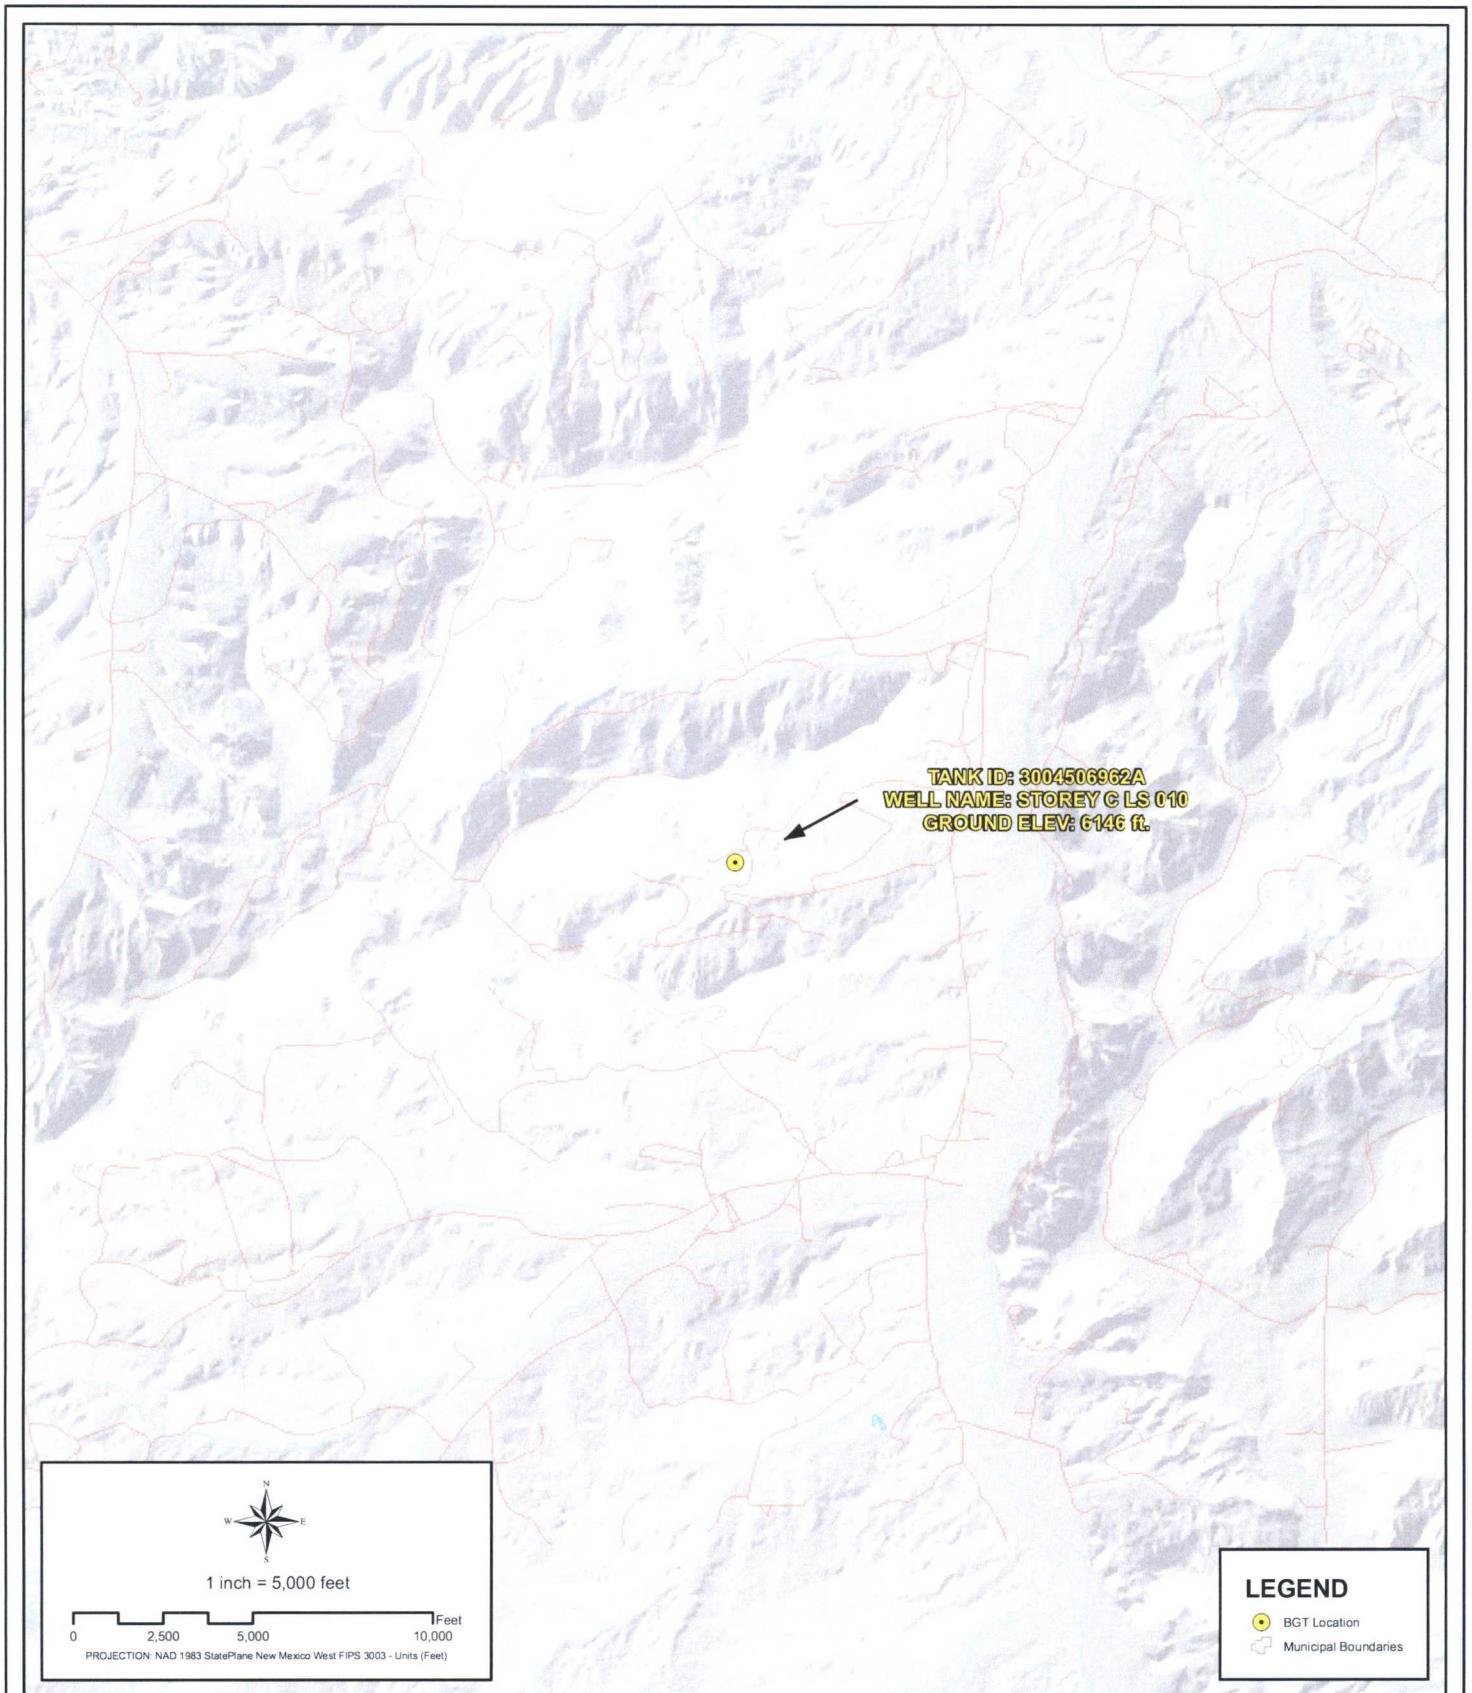 TANK ID: 3004506962A
WELL NAME: STOREY C LS 010
GROUND ELEV: 6146 ft.
N
W E
S
1 inch = 5,000 feet
Feet
0 2,500 5,000 10,000
PROJECTION: NAD 1983 StatePlane New Mexico West FIPS 3003 - Units (Feet)
LEGEND
BGT Location
Municipal Boundaries